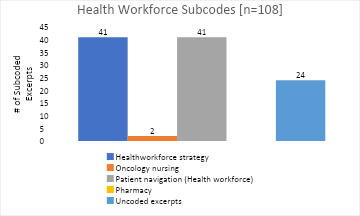 Health Workforce Subcodes [n=108]
# of Subcoded
Excerpts
45
40
35
30
25
20
15
10
5
0
41
2
41
24
Healthworkforce strategy
Oncology nursing
Patient navigation (Health workforce)
Pharmacy
Uncoded excerpts